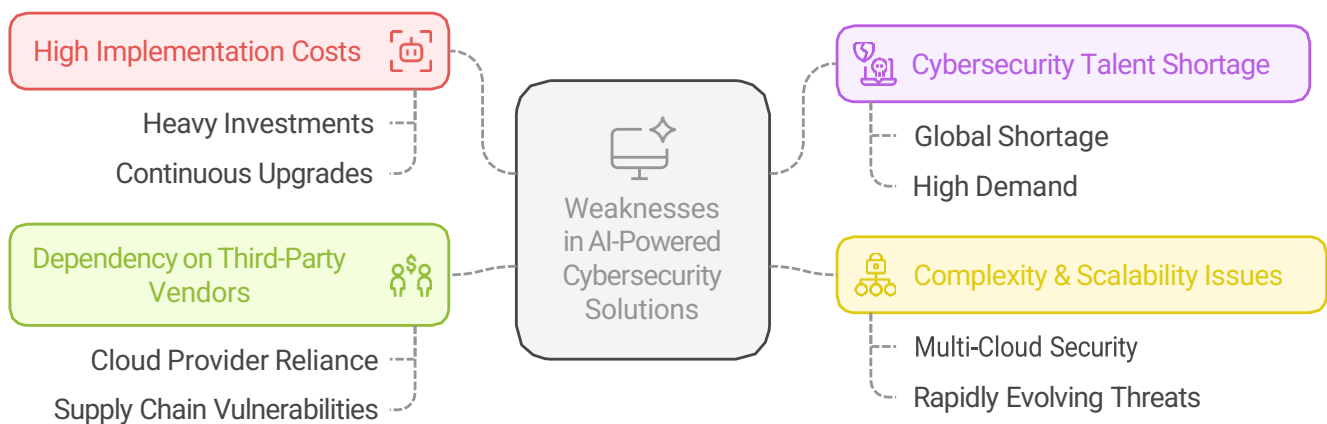 High Implementation Costs
Heavy Investments
Continuous Upgrades
Dependency on Third-Party
Vendors
Cloud Provider Reliance
Supply Chain Vulnerabilities
Weaknesses
in AI-Powered
Cybersecurity
Solutions
Cybersecurity Talent Shortage
Global Shortage
High Demand
Complexity & Scalability Issues
Multi-Cloud Security
Rapidly Evolving Threats